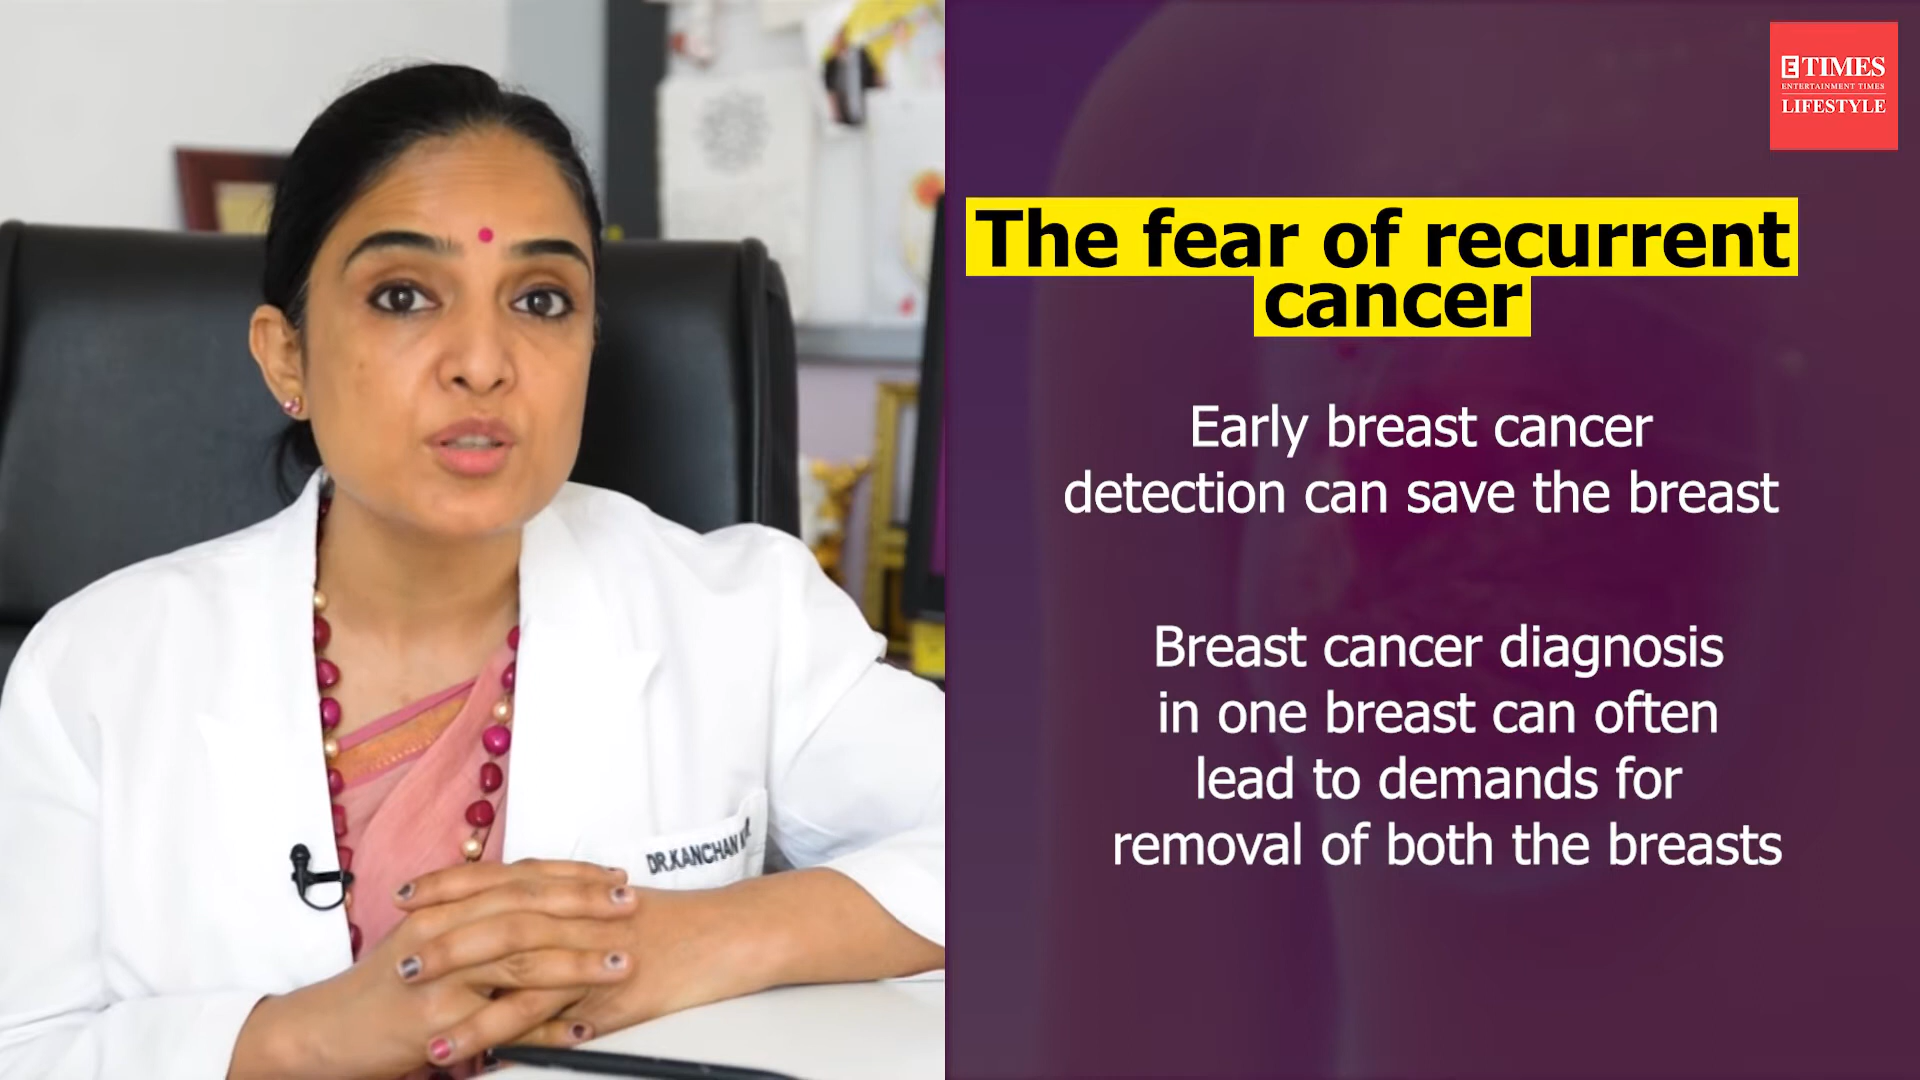 ETIMES
ENTERTAINMENT TIMES
LIFESTYLE
The fear of recurrent
cancer
Early breast cancer
detection can save the breast
Breast cancer diagnosis
in one breast can often
lead to demands for
removal of both the breasts
DR.KANCHAN